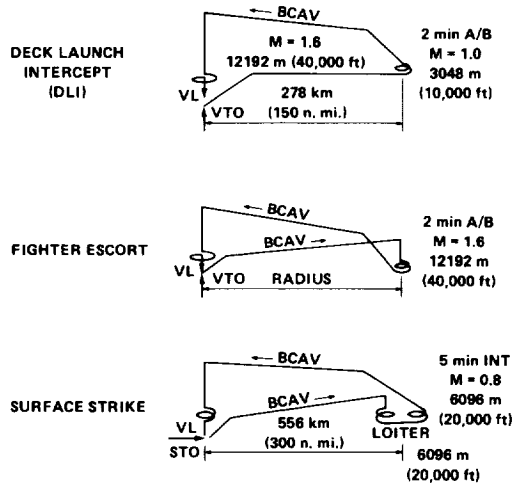 DECK LAUNCH
INTERCEPT
(DLI)
← BCAV
M = 1.6
12192 m (40,000 ft)
278 km
(150 n. mi.)
VL
VTO
2 min A/B
M = 1.0
3048 m
(10,000 ft)
FIGHTER ESCORT
← BCAV
BCAV →
VL
VTO
RADIUS
2 min A/B
M = 1.6
12192 m
(40,000 ft)
SURFACE STRIKE
← BCAV
BCAV →
556 km
(300 n. mi.)
VL
STO
LOITER
5 min INT
M = 0.8
6096 m
(20,000 ft)
6096 m
(20,000 ft)